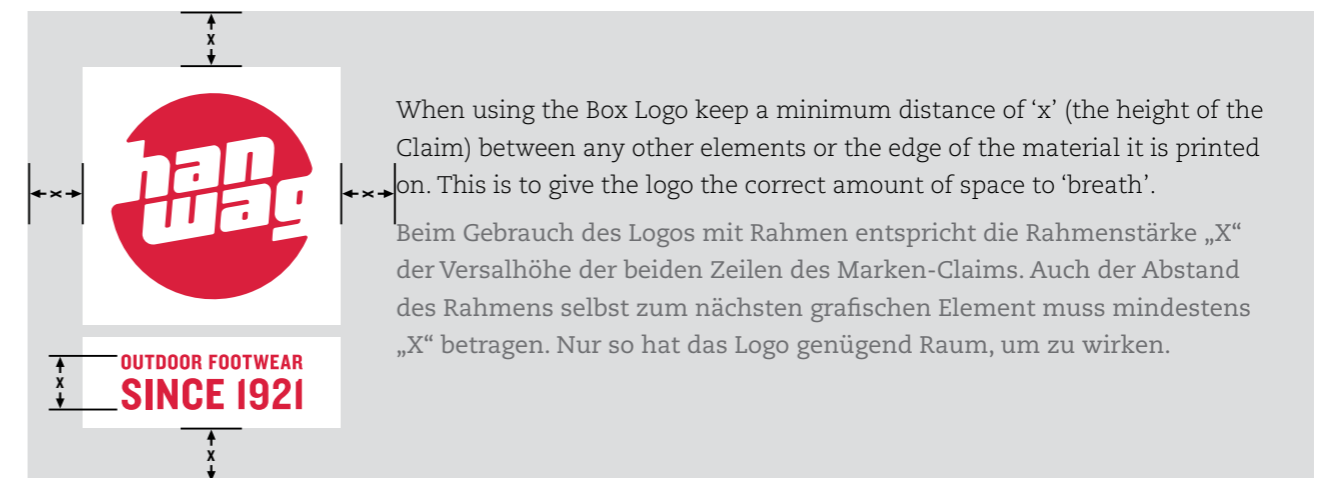 x
han
wag
x
x
OUTDOOR FOOTWEAR
SINCE 1921
x
x
When using the Box Logo keep a minimum distance of ‘x’ (the height of the
Claim) between any other elements or the edge of the material it is printed
on. This is to give the logo the correct amount of space to ‘breath’.
Beim Gebrauch des Logos mit Rahmen entspricht die Rahmenstärke „X“
der Versalhöhe der beiden Zeilen des Marken-Claims. Auch der Abstand
des Rahmens selbst zum nächsten grafischen Element muss mindestens
„X“ betragen. Nur so hat das Logo genügend Raum, um zu wirken.